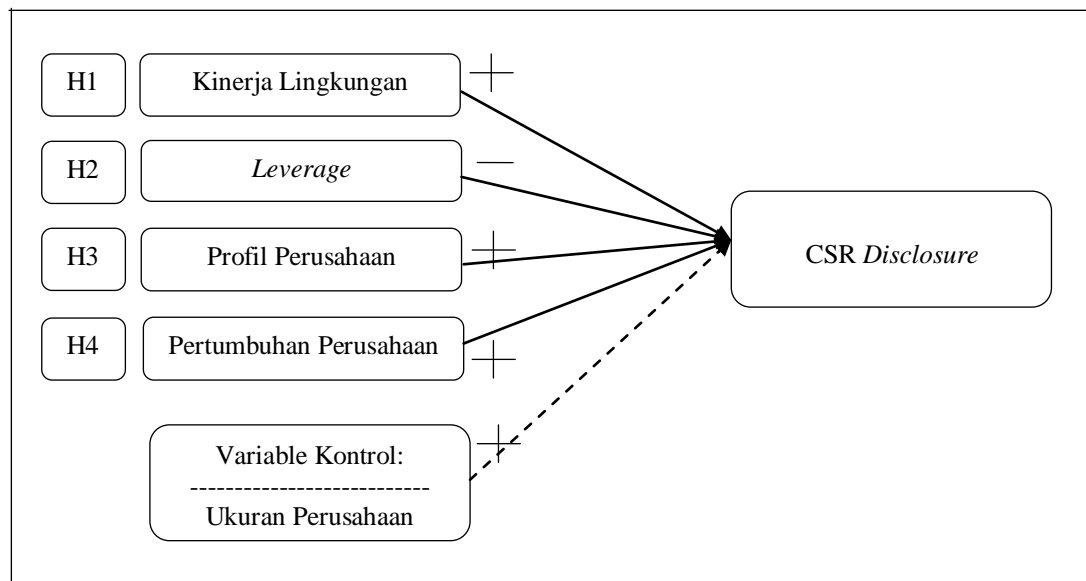 H1 Kinerja Lingkungan +
H2 Leverage —
H3 Profil Perusahaan +
CSR Disclosure
H4 Pertumbuhan Perusahaan +
Variable Kontrol: +
----------------------------
Ukuran Perusahaan